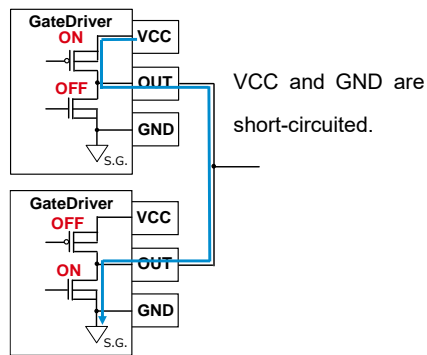 GateDriver
ON
VCC
OUT
OFF
GND
S.G.
VCC and GND are
short-circuited.
GateDriver
OFF
VCC
OUT
ON
GND
S.G.